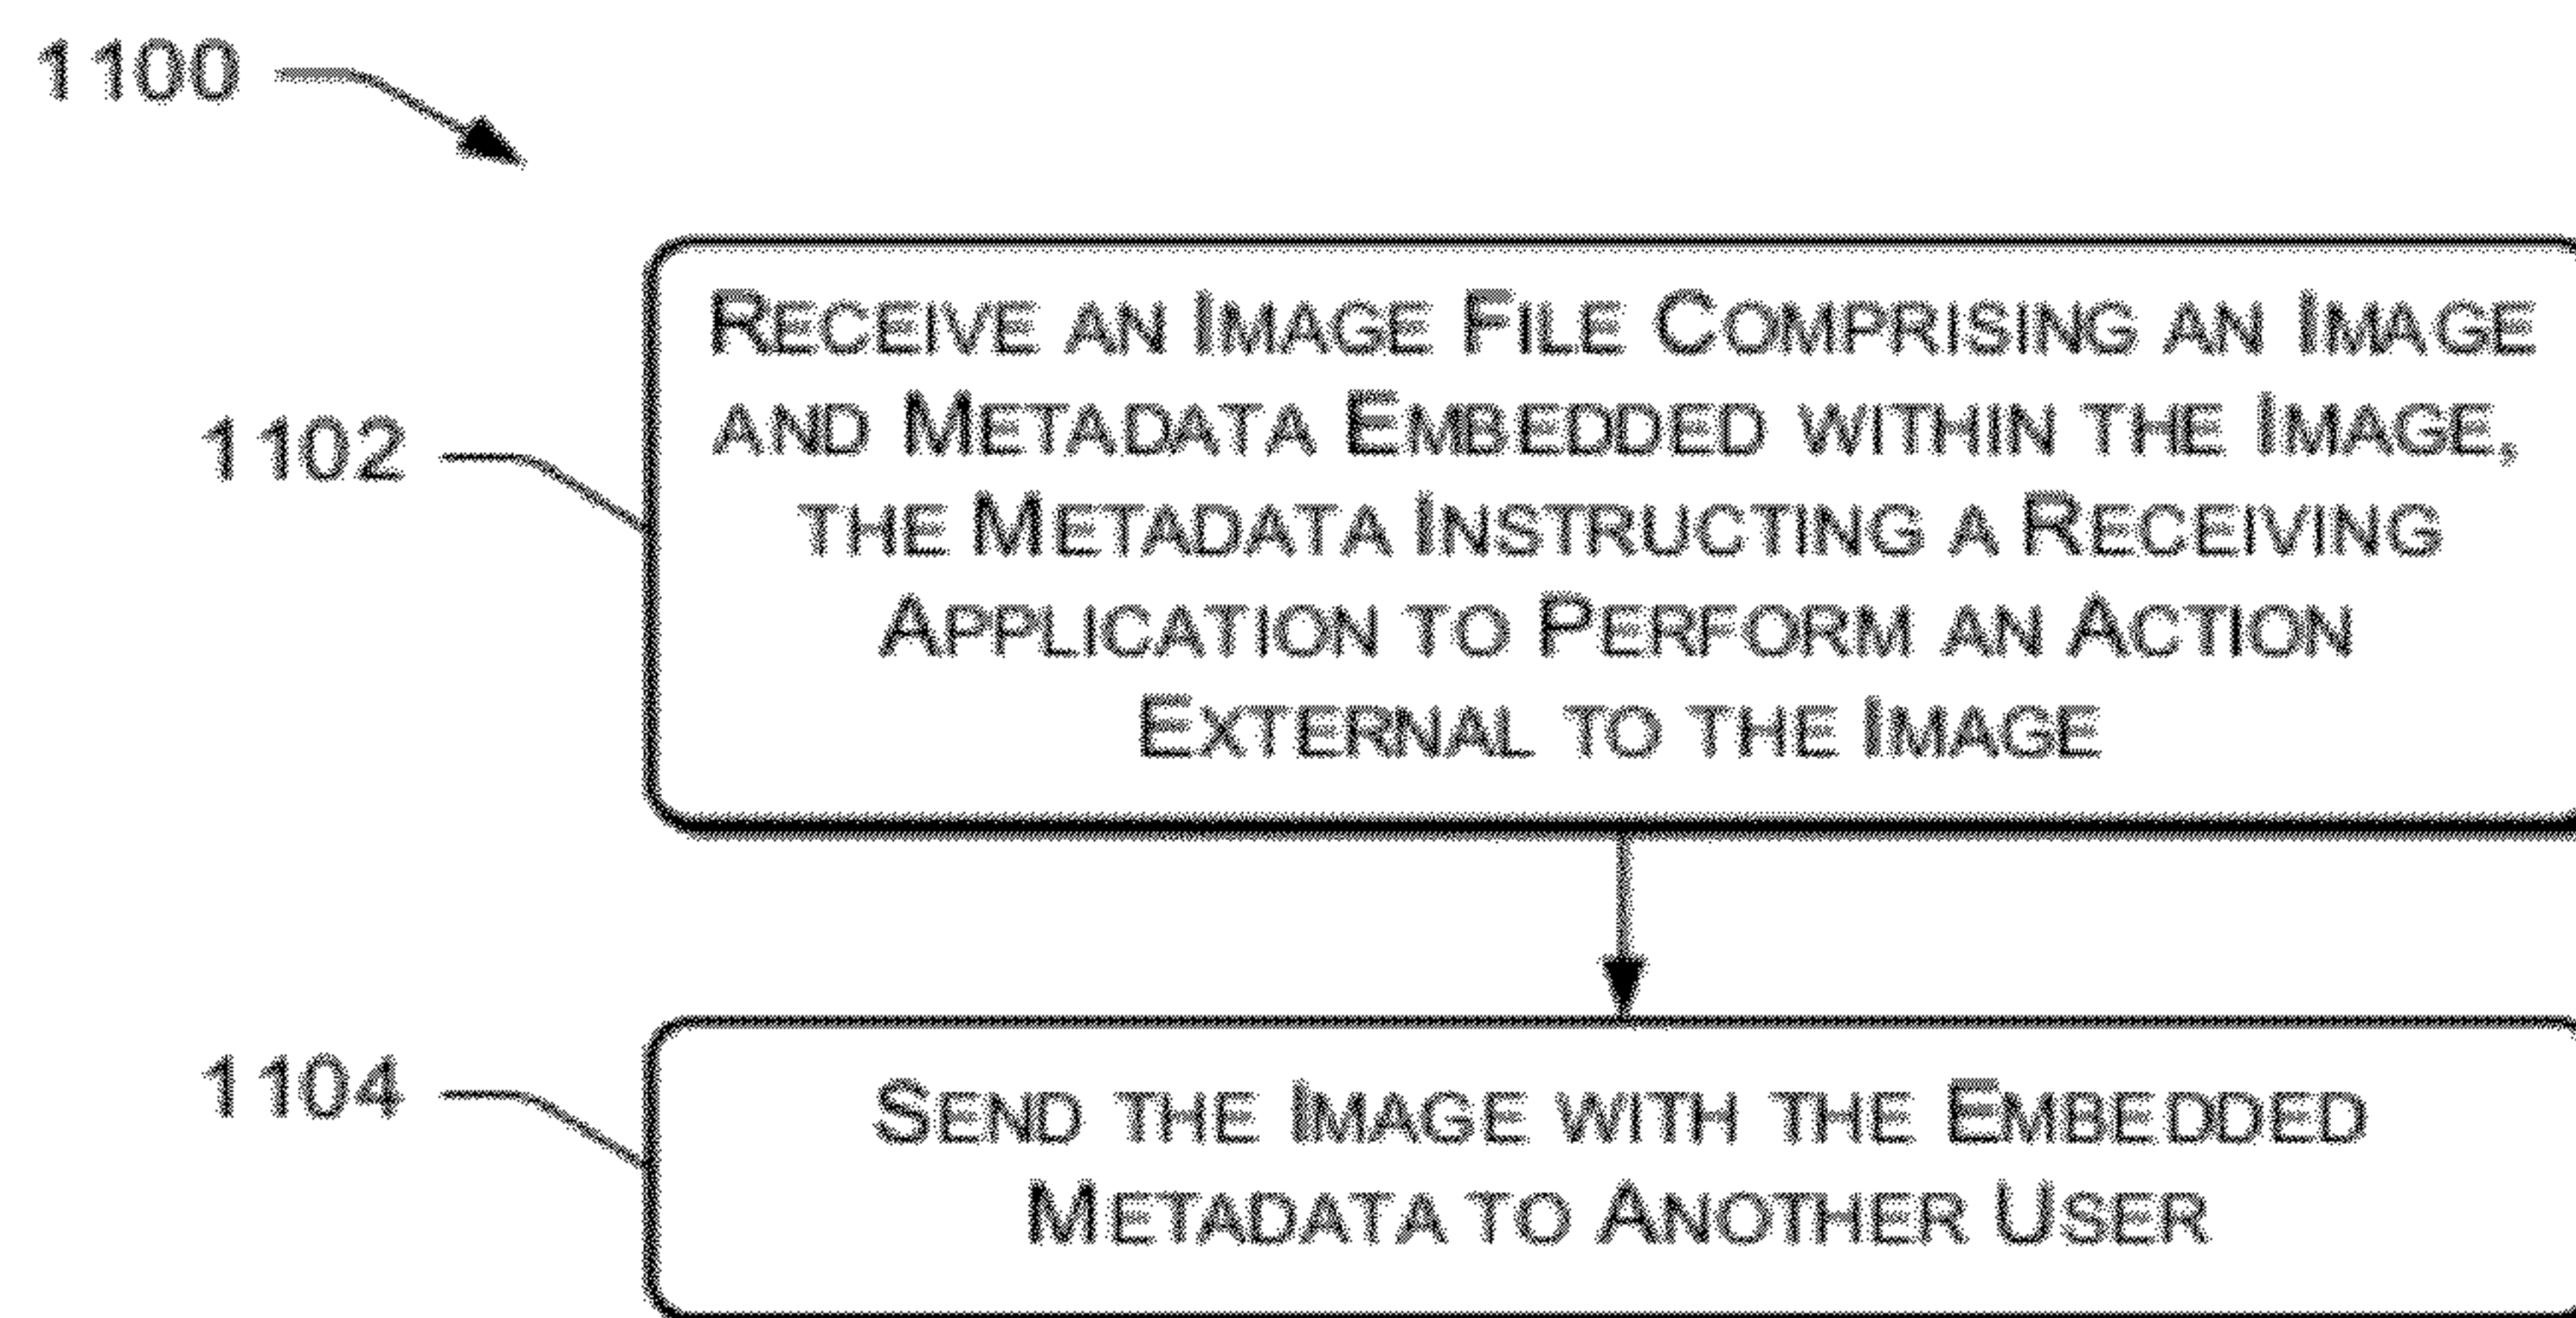 1100
RECEIVE AN IMAGE FILE COMPRISING AN IMAGE
AND METADATA EMBEDDED WITHIN THE IMAGE,
1102
THE METADATA INSTRUCTING A RECEIVING
APPLICATION TO PERFORM AN ACTION
EXTERNAL TO THE IMAGE
1104
SEND THE IMAGE WITH THE EMBEDDED
METADATA TO ANOTHER USER